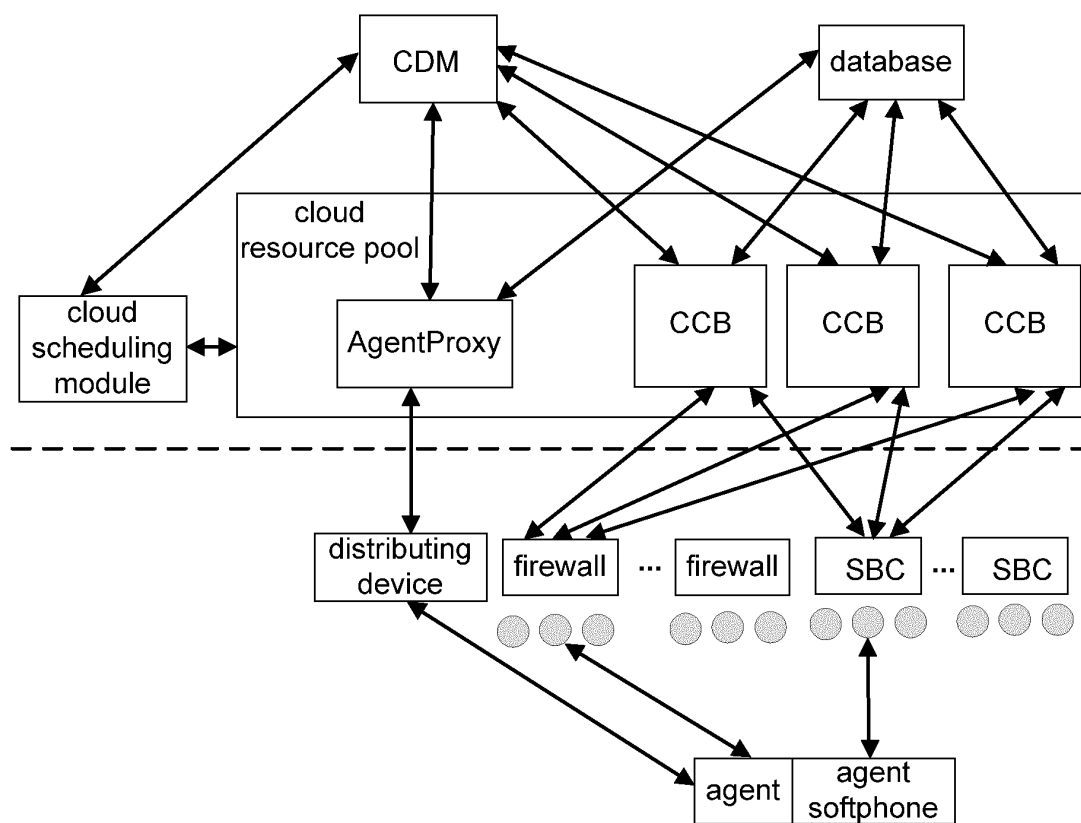 CDM
database
cloud
resource pool
cloud
scheduling
module
AgentProxy
CCB
CCB
CCB
distributing
device
firewall
...
firewall
SBC
...
SBC
agent
agent
softphone